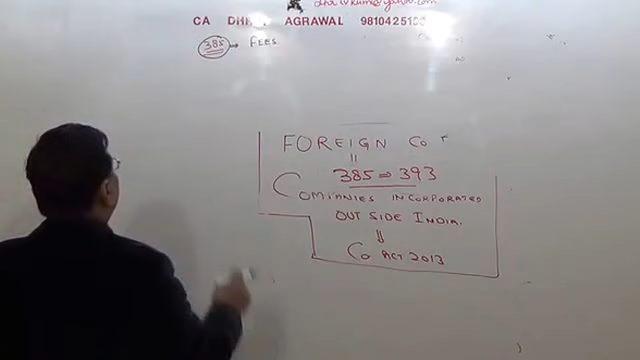 CA AGRAWAL
385 → FEES
FOREIGN Co
385 ⇒ 393
COMPANIES INCORPORATED
OUT SIDE INDIA.
Co ACT 2013